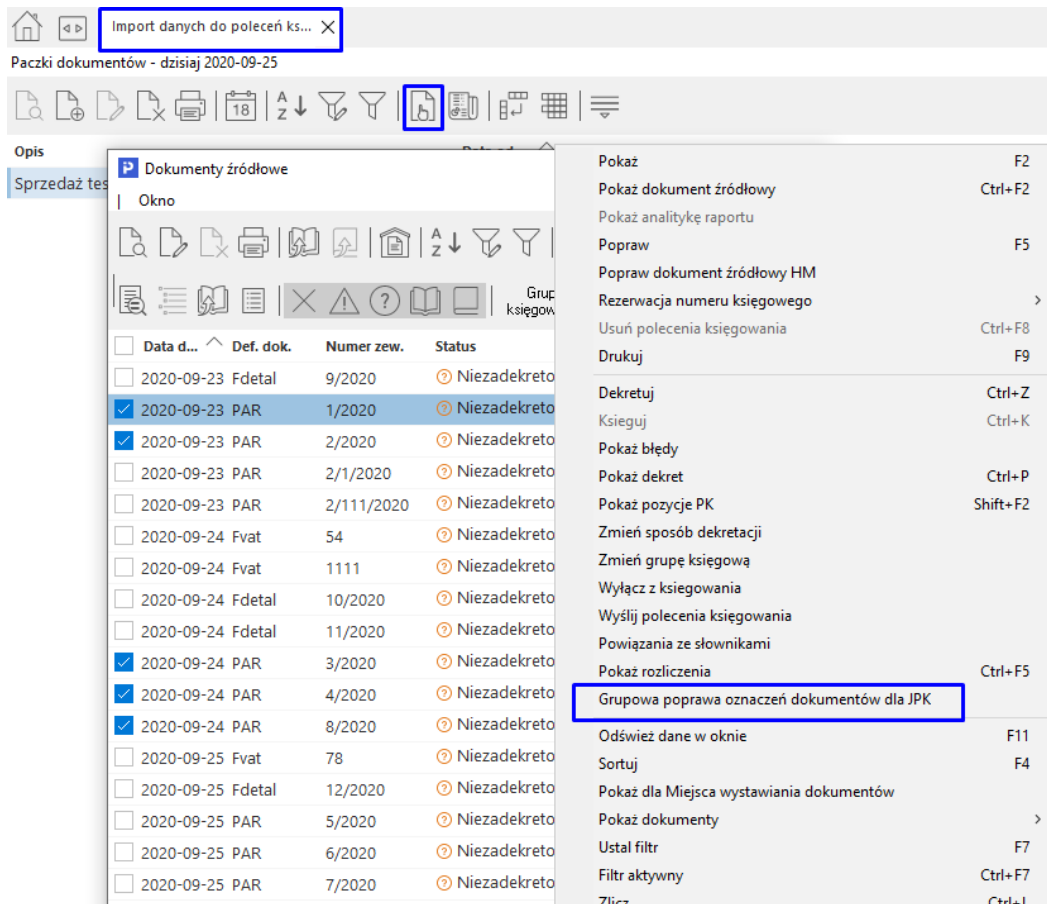 Import danych do poleceń ks...
Paczki dokumentów - dzisiaj 2020-09-25
18
A
Z
Opis
Sprzedaż tes
Dokumenty źródłowe
Okno
A
Z
Grup
księgow
Data d... Def. dok. Numer zew. Status
2020-09-23 Fdetal 9/2020 Niezadekreto
2020-09-23 PAR 1/2020 Niezadekreto
2020-09-23 PAR 2/2020 Niezadekreto
2020-09-23 PAR 2/1/2020 Niezadekreto
2020-09-23 PAR 2/111/2020 Niezadekreto
2020-09-24 Fvat 54 Niezadekreto
2020-09-24 Fvat 1111 Niezadekreto
2020-09-24 Fdetal 10/2020 Niezadekreto
2020-09-24 Fdetal 11/2020 Niezadekreto
2020-09-24 PAR 3/2020 Niezadekreto
2020-09-24 PAR 4/2020 Niezadekreto
2020-09-24 PAR 8/2020 Niezadekreto
2020-09-25 Fvat 78 Niezadekreto
2020-09-25 Fdetal 12/2020 Niezadekreto
2020-09-25 PAR 5/2020 Niezadekreto
2020-09-25 PAR 6/2020 Niezadekreto
2020-09-25 PAR 7/2020 Niezadekreto
Pokaż F2
Pokaż dokument źródłowy Ctrl+F2
Pokaż analitykę raportu
Popraw F5
Popraw dokument źródłowy HM
Rezerwacja numeru księgowego
Usuń polecenia księgowania Ctrl+F8
Drukuj F9
Dekretuj Ctrl+Z
Ksieguj Ctrl+K
Pokaż błędy
Pokaż dekret Ctrl+P
Pokaż pozycje PK Shift+F2
Zmień sposób dekretacji
Zmień grupę księgową
Wyłącz z ksiegowania
Wyślij polecenia księgowania
Powiązania ze słownikami
Pokaż rozliczenia Ctrl+F5
Grupowa poprawa oznaczeń dokumentów dla JPK
Odśwież dane w oknie F11
Sortuj F4
Pokaż dla Miejsca wystawiania dokumentów
Pokaż dokumenty
Ustal filtr F7
Filtr aktywny Ctrl+F7
Zlicz Ctrl+L